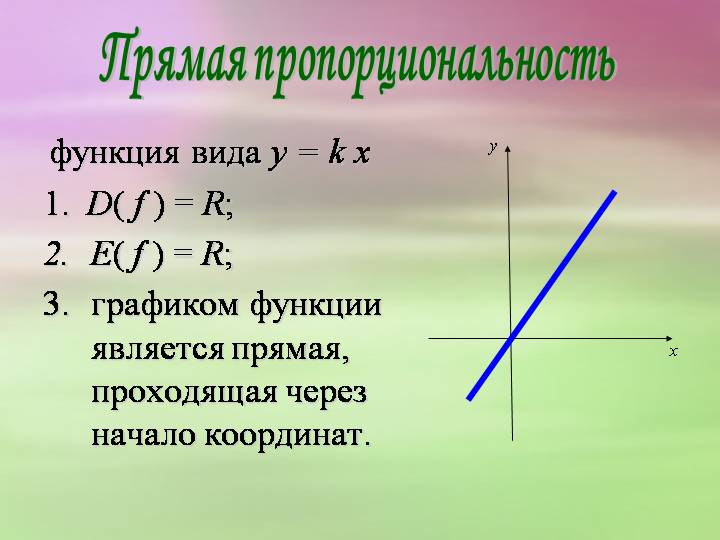 Прямая пропорциональность
функция вида y = k x
1. D( f ) = R;
2. E( f ) = R;
3. графиком функции
является прямая,
проходящая через
начало координат.
y
x